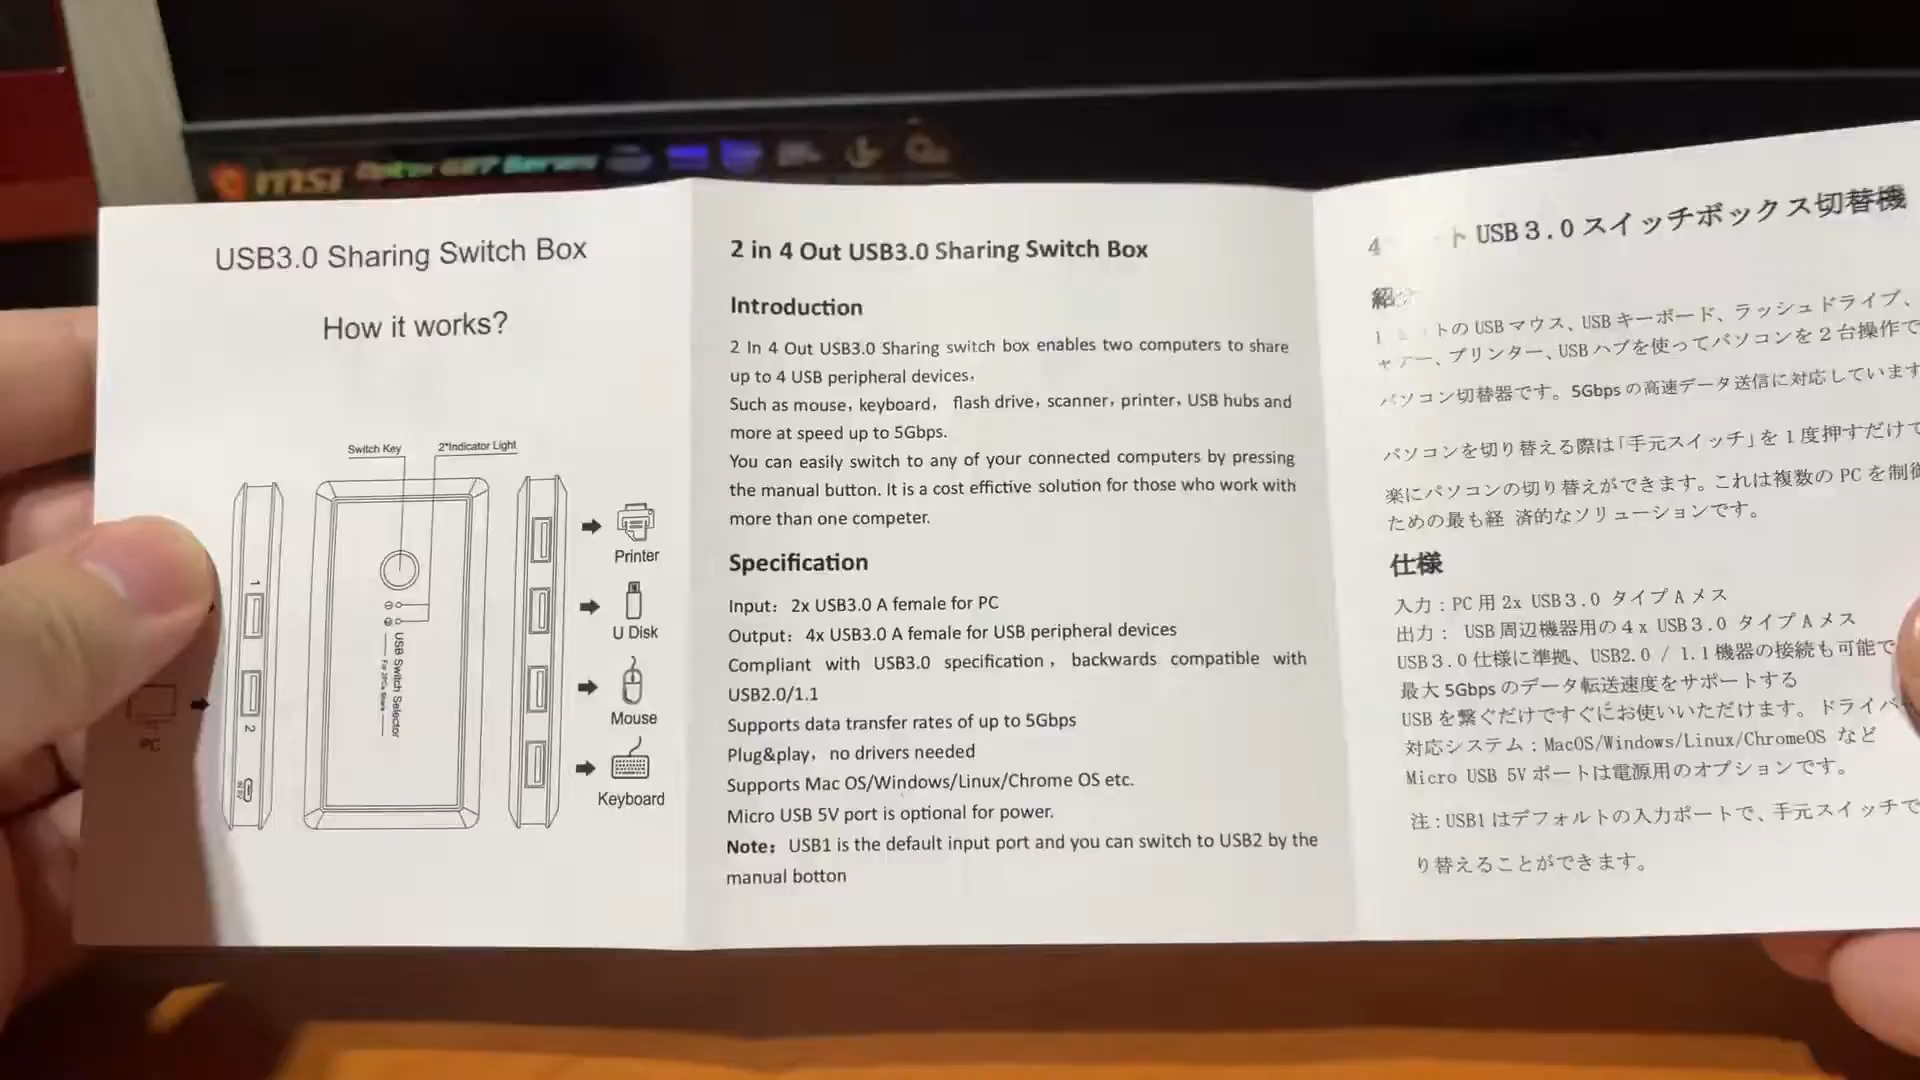 msi
USB3.0 Sharing Switch Box
How it works?
Switch Key
2*Indicator Light
1
2
PC
USB Switch Selector
Printer
U Disk
Mouse
Keyboard
2 in 4 Out USB3.0 Sharing Switch Box
Introduction
2 In 4 Out USB3.0 Sharing switch box enables two computers to share
up to 4 USB peripheral devices,
Such as mouse, keyboard, flash drive, scanner, printer, USB hubs and
more at speed up to 5Gbps.
You can easily switch to any of your connected computers by pressing
the manual button. It is a cost effictive solution for those who work with
more than one competer.
Specification
Input: 2x USB3.0 A female for PC
Output: 4x USB3.0 A female for USB peripheral devices
Compliant with USB3.0 specification, backwards compatible with
USB2.0/1.1
Supports data transfer rates of up to 5Gbps
Plug&play, no drivers needed
Supports Mac OS/Windows/Linux/Chrome OS etc.
Micro USB 5V port is optional for power.
Note: USB1 is the default input port and you can switch to USB2 by the
manual botton
4 ト USB3.0スイッチボックス切替機
紹
1 トの USB マウス、USB キーボード、ラッシュドライブ、
ー、プリンター、USB ハブを使ってパソコンを2台操作で
パソコン切替器です。5Gbps の高速データ送信に対応しています
パソコンを切り替える際は「手元スイッチ」を1度押すだけで
楽にパソコンの切り替えができます。これは複数の PC を制御
ための最も経 済的なソリューションです。
仕様
入力:PC 用 2x USB3.0 タイプ A メス
出力: USB 周辺機器用の4x USB3.0 タイプ A メス
USB3.0 仕様に準拠、USB2.0 / 1.1 機器の接続も可能で
最大 5Gbps のデータ転送速度をサポートする
USB を繋ぐだけですぐにお使いいただけます。ドライバ
対応システム:MacOS/Windows/Linux/ChromeOS など
Micro USB 5V ポートは電源用のオプションです。
注:USB1 はデフォルトの入力ポートで、手元スイッチで
り替えることができます。